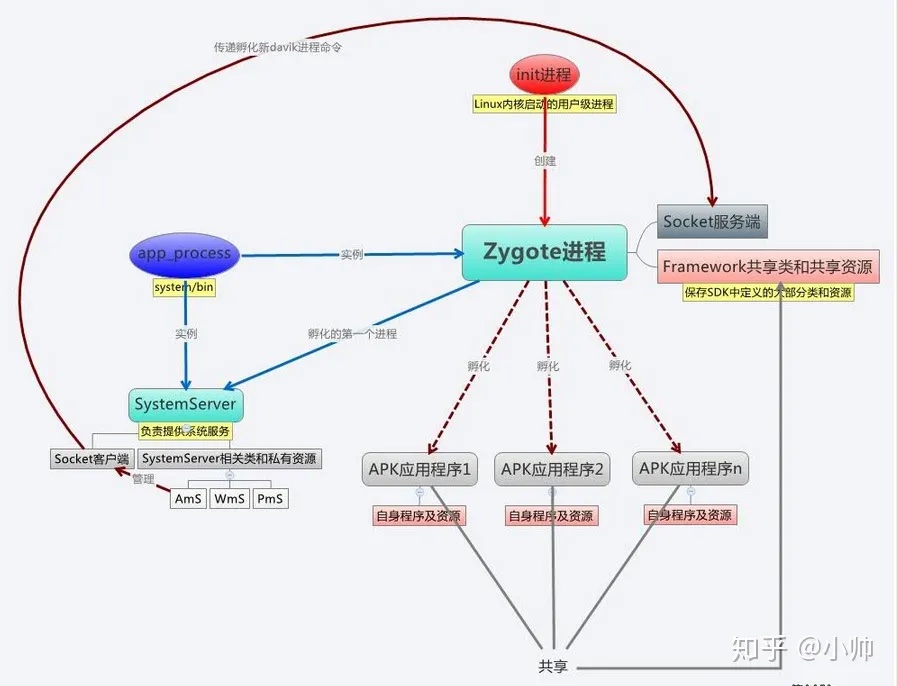 传递孵化新davik进程命令
init进程
Linux内核启动的用户级进程
创建
Socket服务端
app_process
实例
Zygote进程
Framework共享类和共享资源
system/bin
保存SDK中定义的大部分类和资源
实例
孵化的第一个进程
孵化
孵化
孵化
SystemServer
负责提供系统服务
Socket客户端
SystemServer相关类和私有资源
APK应用程序1
APK应用程序2
APK应用程序n
管理
AmS
WmS
PmS
自身程序及资源
自身程序及资源
自身程序及资源
共享
知乎 @小帅